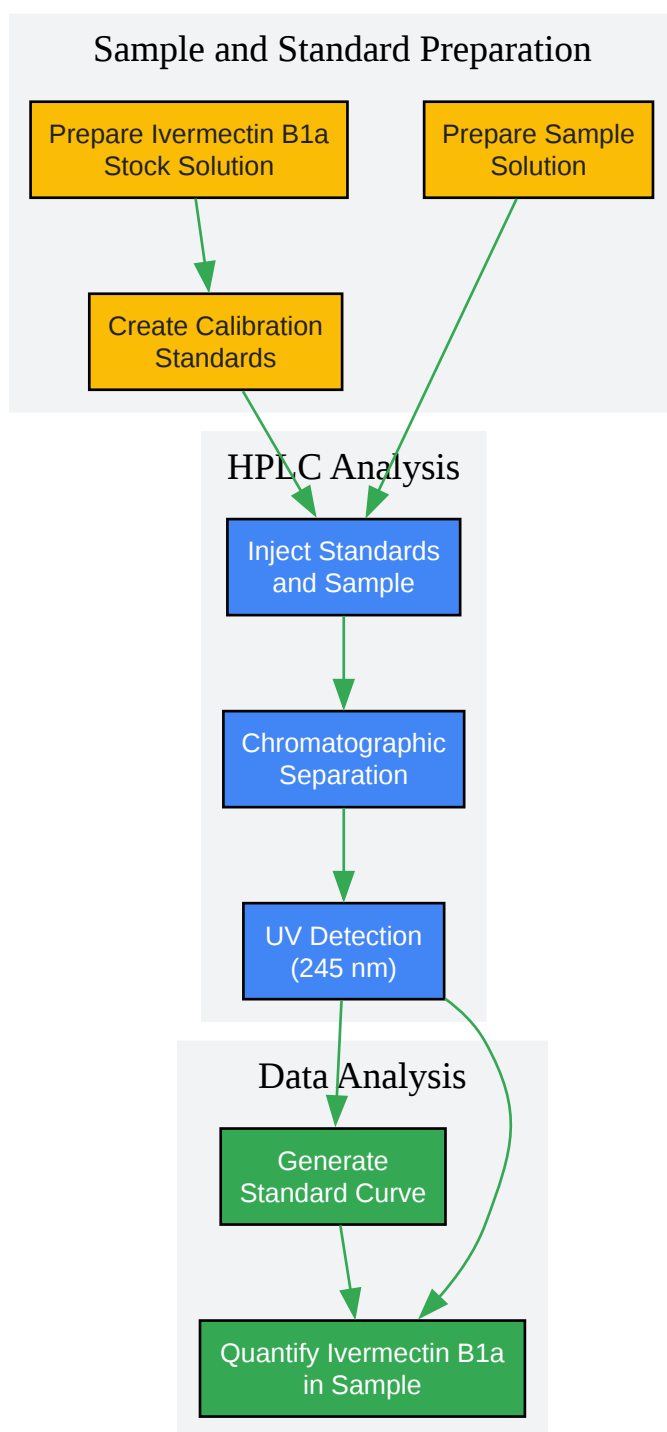 Sample and Standard Preparation
Prepare Ivermectin B1a
Stock Solution
Prepare Sample
Solution
Create Calibration
Standards
HPLC Analysis
Inject Standards
and Sample
Chromatographic
Separation
UV Detection
(245 nm)
Data Analysis
Generate
Standard Curve
Quantify Ivermectin B1a
in Sample